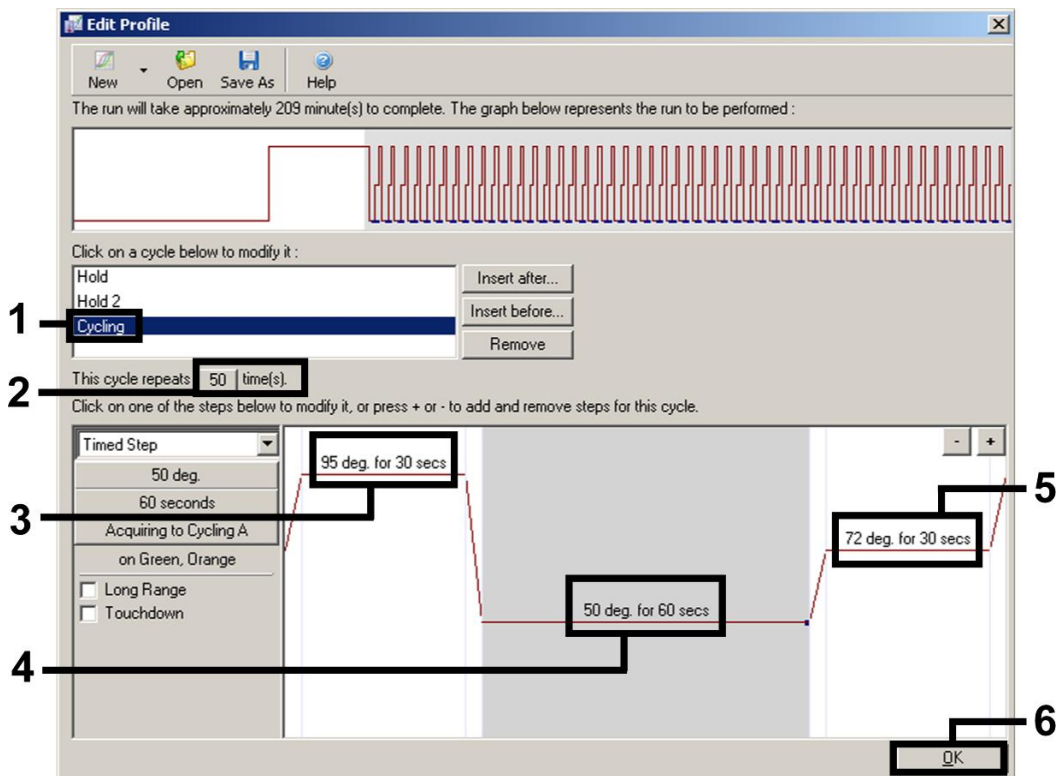 Edit Profile
New Open Save As Help
The run will take approximately 209 minute(s) to complete. The graph below represents the run to be performed :
Click on a cycle below to modify it :
Hold
Hold 2
Cycling
Insert after...
Insert before...
Remove
1
2
This cycle repeats 50 time(s).
Click on one of the steps below to modify it, or press + or - to add and remove steps for this cycle.
Timed Step
50 deg.
60 seconds
Acquiring to Cycling A
on Green, Orange
Long Range
Touchdown
- +
95 deg. for 30 secs
3
50 deg. for 60 secs
4
72 deg. for 30 secs
5
6
OK